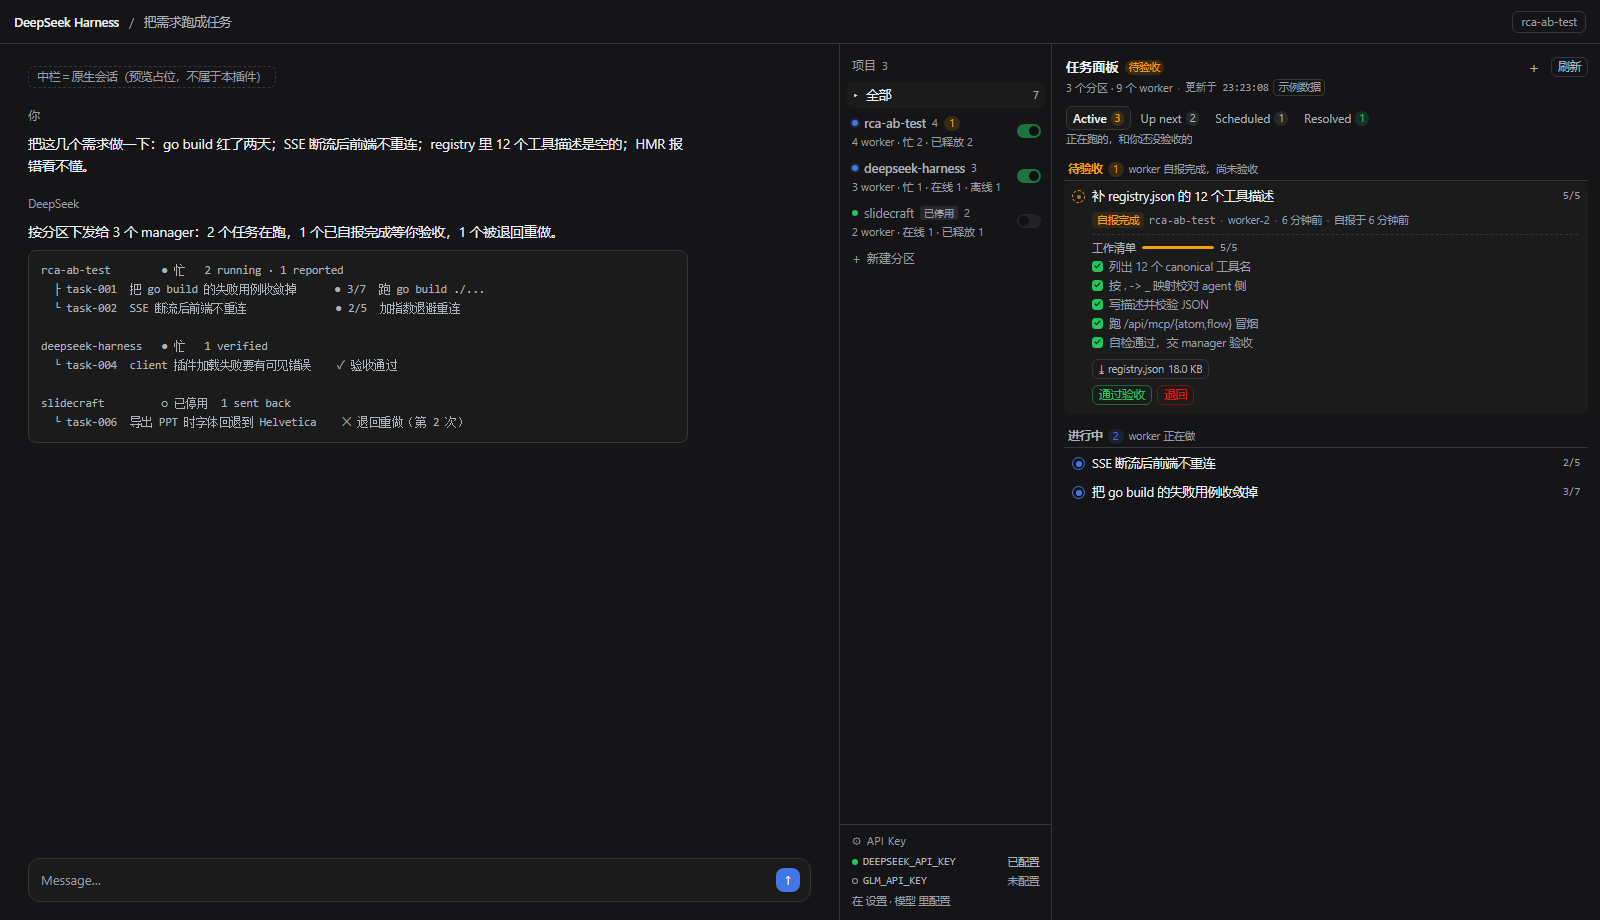 DeepSeek Harness / 把需求跑成任务
rca-ab-test
中栏＝原生会话（预览占位，不属于本插件）
你
把这几个需求做一下：go build 红了两天；SSE 断流后前端不重连；registry 里 12 个工具描述是空的；HMR 报
错看不懂。
DeepSeek
按分区下发给 3 个 manager：2 个任务在跑，1 个已自报完成等你验收，1 个被退回重做。
rca-ab-test ● 忙 2 running · 1 reported
├ task-001 把 go build 的失败用例收敛掉 ● 3/7 跑 go build ./...
└ task-002 SSE 断流后前端不重连 ● 2/5 加指数退避重连
deepseek-harness ● 忙 1 verified
└ task-004 client 插件加载失败要有可见错误 ✓ 验收通过
slidecraft ○ 已停用 1 sent back
└ task-006 导出 PPT 时字体回退到 Helvetica ✕ 退回重做（第 2 次）
Message...
↑
项目 3
▸ 全部 7
rca-ab-test 4 1
4 worker · 忙 2 · 已释放 2
deepseek-harness 3
3 worker · 忙 1 · 在线 1 · 离线 1
slidecraft 已停用 2
2 worker · 在线 1 · 已释放 1
+ 新建分区
⚙ API Key
DEEPSEEK_API_KEY 已配置
GLM_API_KEY 未配置
在 设置 · 模型 里配置
任务面板 待验收
+ 刷新
3 个分区 · 9 个 worker · 更新于 23:23:08 示例数据
Active 3 Up next 2 Scheduled 1 Resolved 1
正在跑的，和你还没验收的
待验收 1 worker 自报完成，尚未验收
补 registry.json 的 12 个工具描述 5/5
自报完成 rca-ab-test · worker-2 · 6 分钟前 · 自报于 6 分钟前
工作清单 5/5
列出 12 个 canonical 工具名
按 . -> _ 映射校对 agent 侧
写描述并校验 JSON
跑 /api/mcp/{atom,flow} 冒烟
自检通过，交 manager 验收
↓ registry.json 18.0 KB
通过验收 退回
进行中 2 worker 正在做
SSE 断流后前端不重连 2/5
把 go build 的失败用例收敛掉 3/7